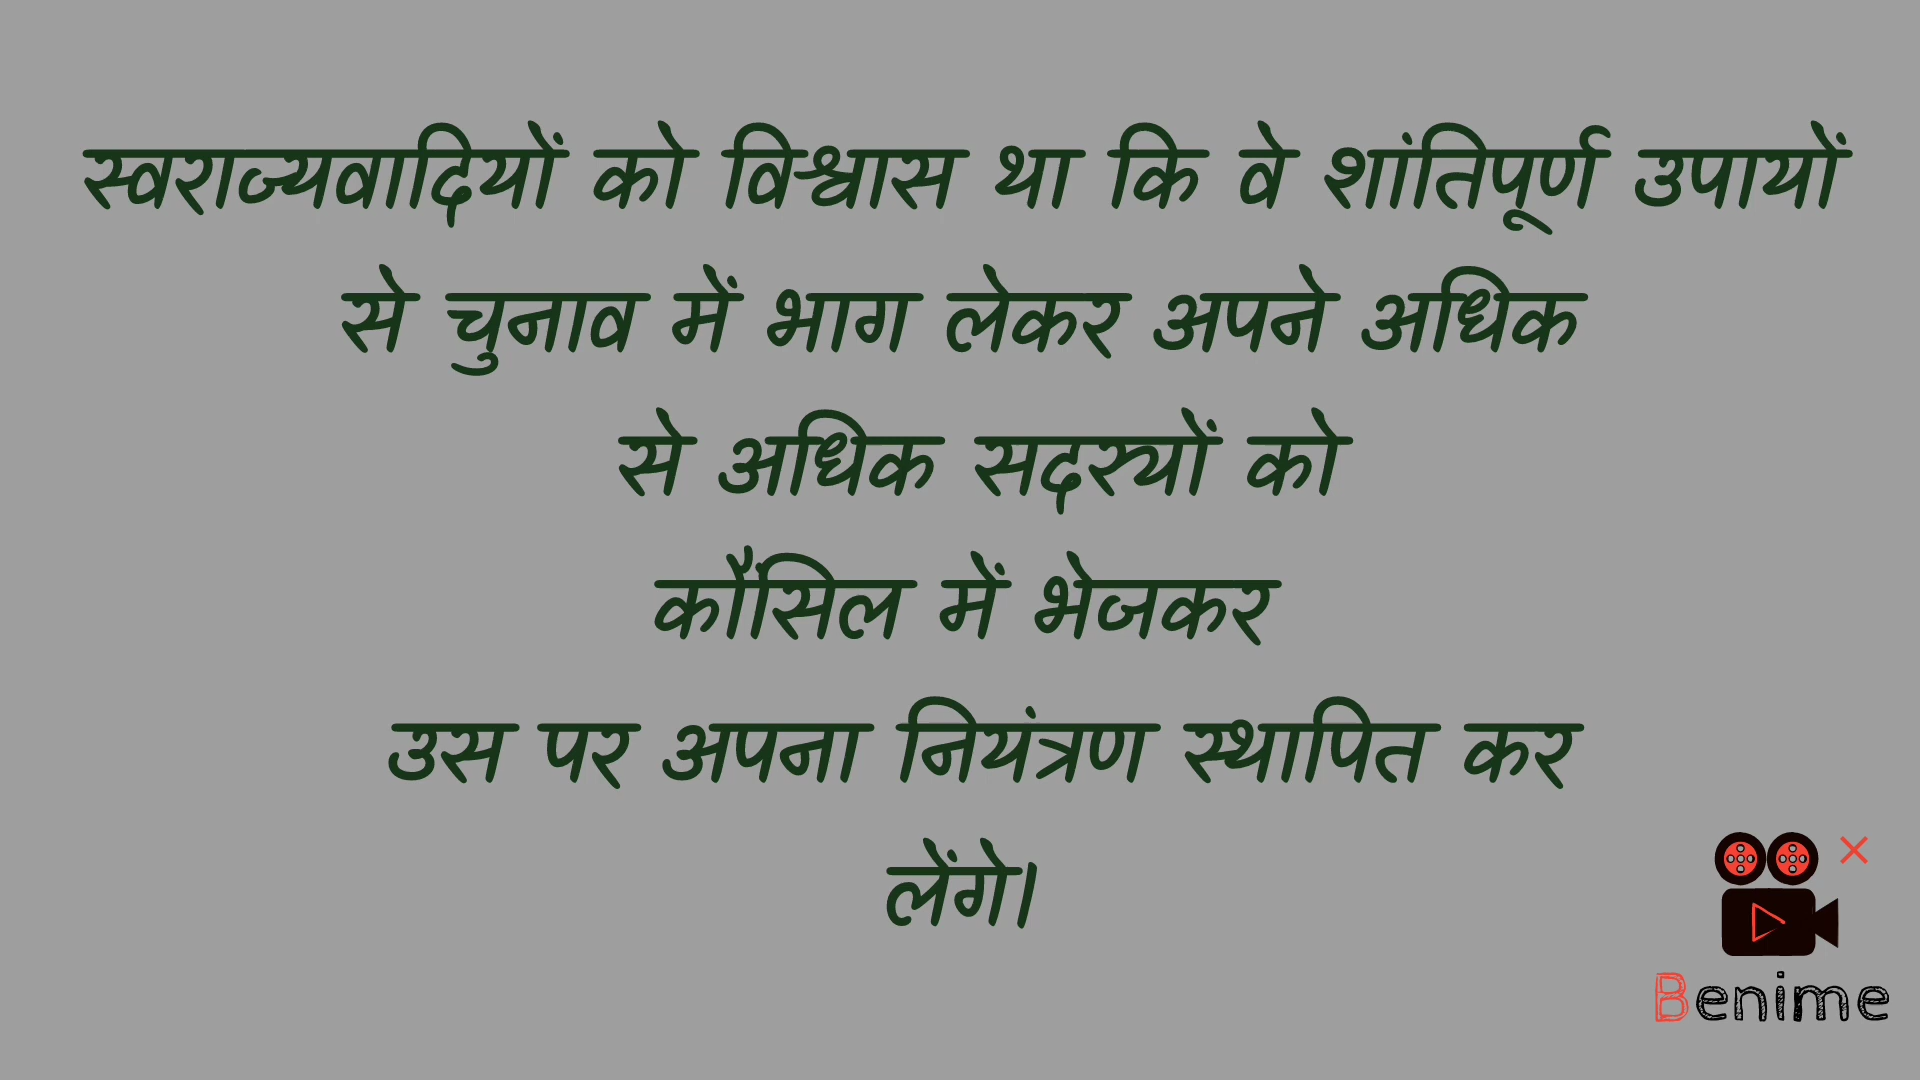 स्वराज्यवादियों को विश्वास था कि वे शांतिपूर्ण उपायों
से चुनाव में भाग लेकर अपने अधिक
से अधिक सदस्यों को
कौंसिल में भेजकर
उस पर अपना नियंत्रण स्थापित कर
लेंगे।
Benime